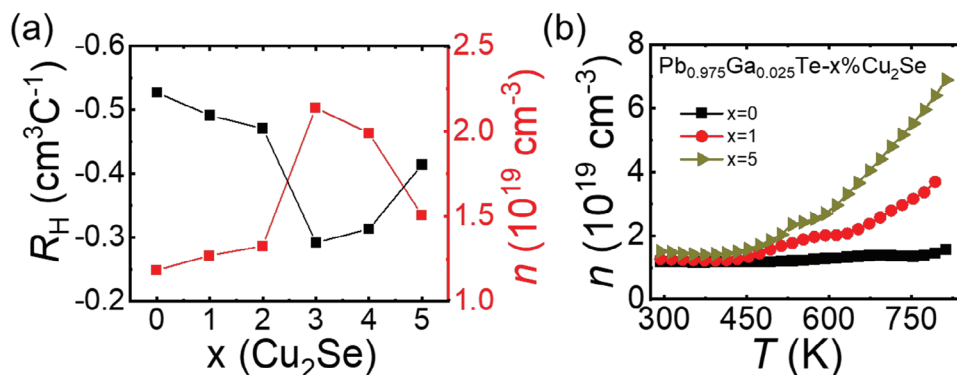 (a)
-0.6
-0.5
-0.4
-0.3
-0.2
R_H (cm³C⁻¹)
2.5
2.0
1.5
1.0
n (10¹⁹ cm⁻³)
0 1 2 3 4 5
x (Cu₂Se)
(b)
8
6
4
2
0
n (10¹⁹ cm⁻³)
Pb₀.₉₇₅Ga₀.₀₂₅Te-x%Cu₂Se
x=0
x=1
x=5
300 450 600 750
T (K)